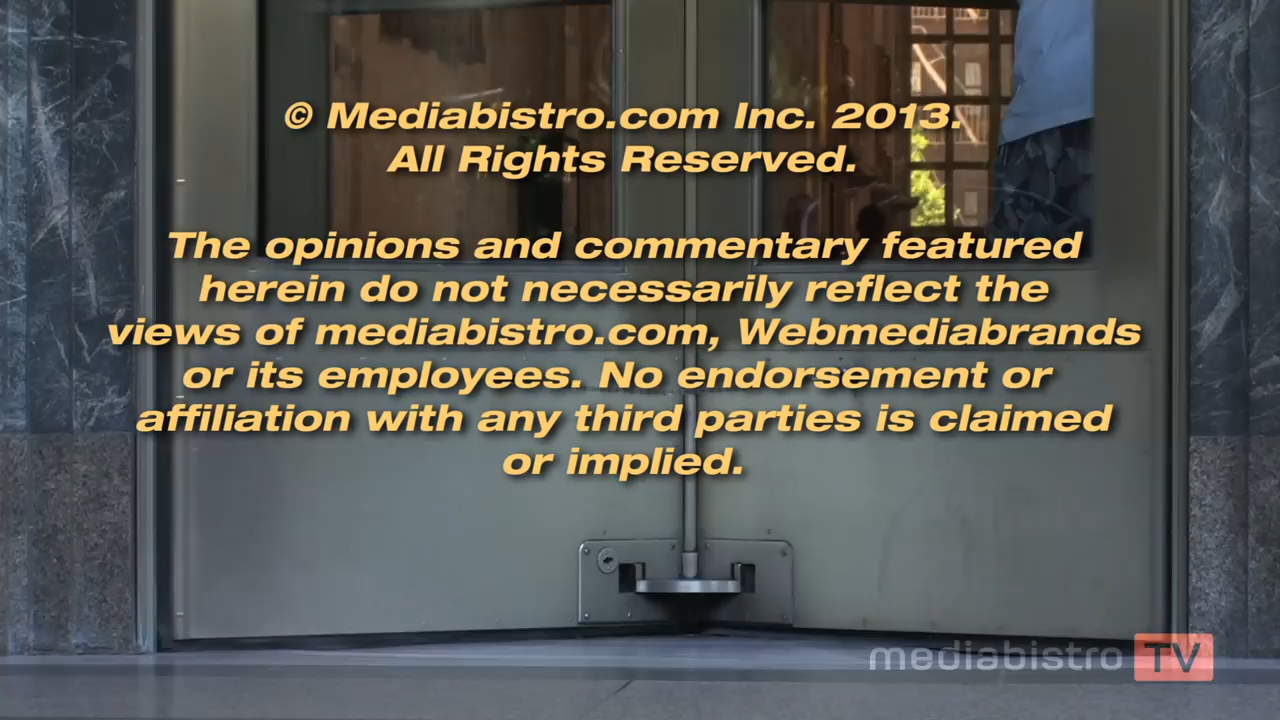 © Mediabistro.com Inc. 2013.
All Rights Reserved.
The opinions and commentary featured
herein do not necessarily reflect the
views of mediabistro.com, Webmediabrands
or its employees. No endorsement or
affiliation with any third parties is claimed
or implied.
mediabistro TV